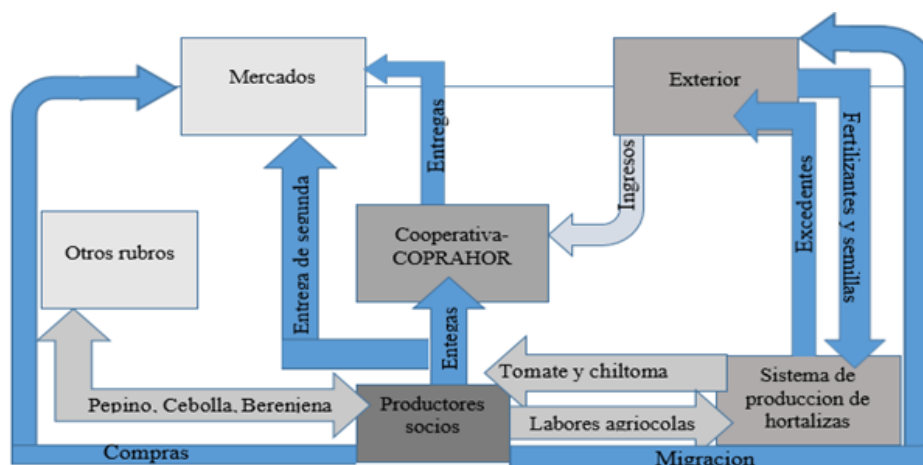 Mercados
Exterior
Entregas
Ingresos
Excedentes
Fertilizantes y semillas
Otros rubros
Entrega de segunda
Cooperativa-
COPRAHOR
Entegas
Tomate y chiltoma
Sistema de
produccion de
hortalizas
Pepino, Cebolla, Berenjena
Productores
socios
Labores agriocolas
Compras
Migracion